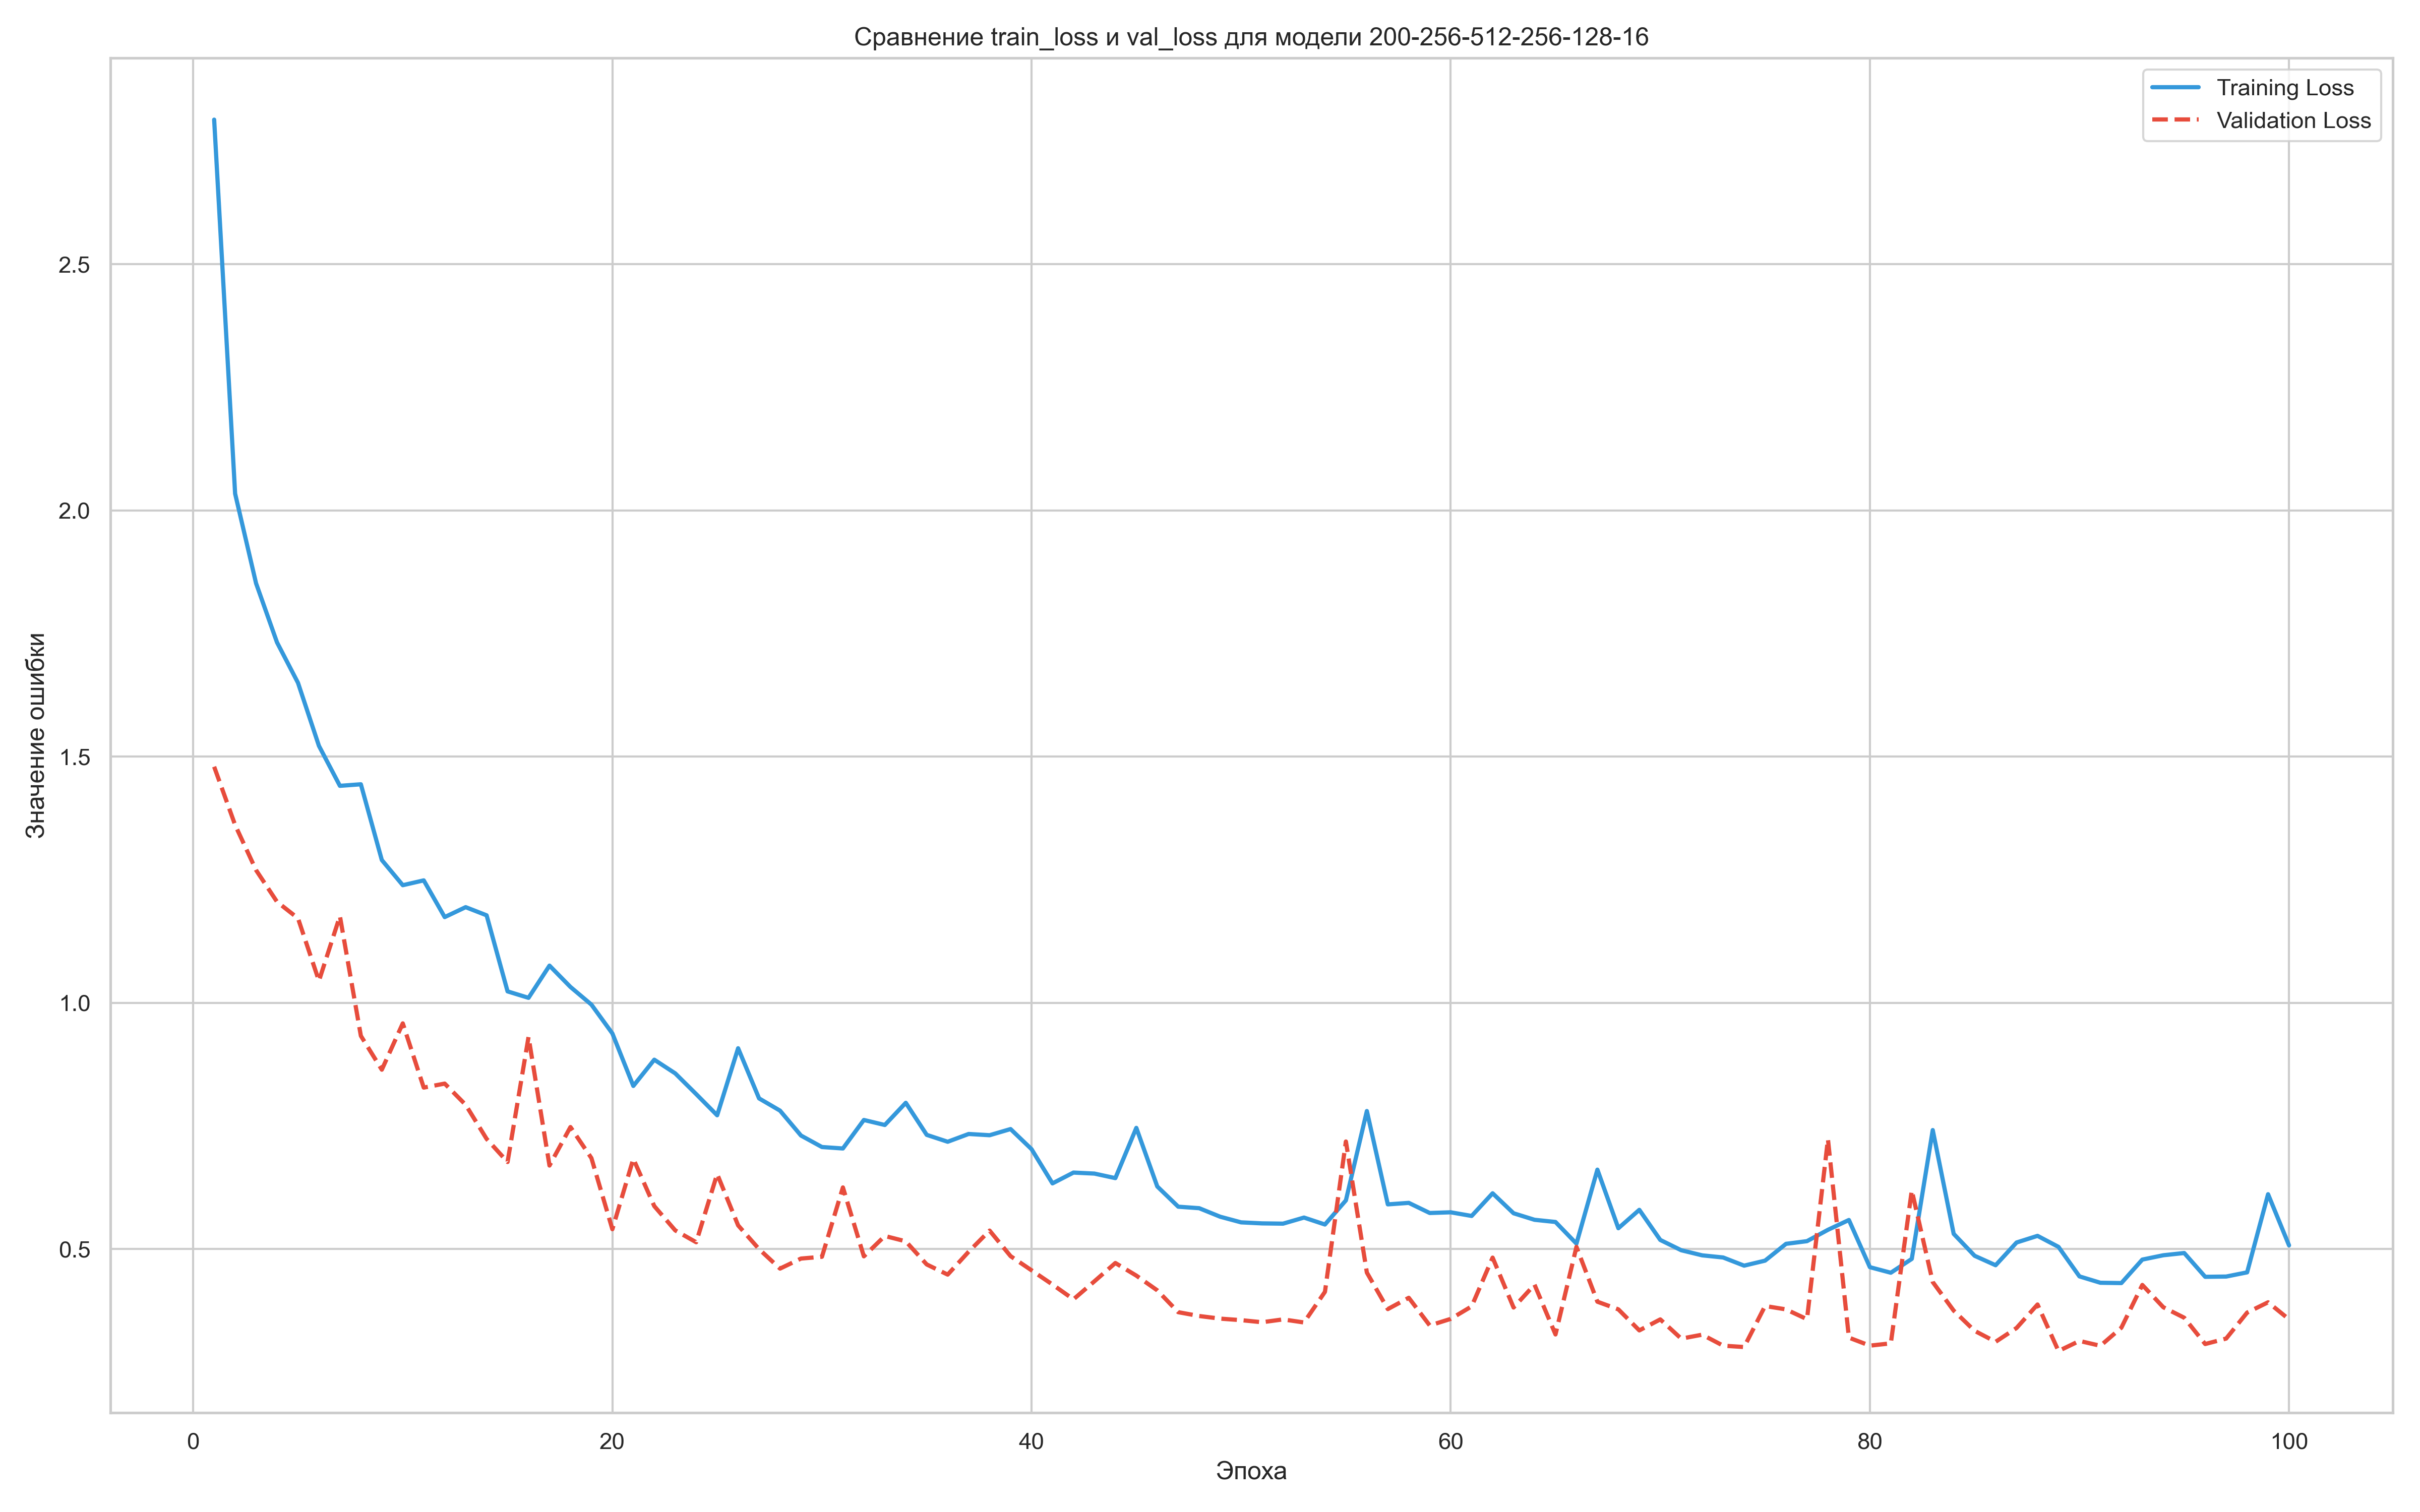 Сравнение train_loss и val_loss для модели 200-256-512-256-128-16
Training Loss
Validation Loss
Значение ошибки
2.5
2.0
1.5
1.0
0.5
0
20
40
60
80
100
Эпоха